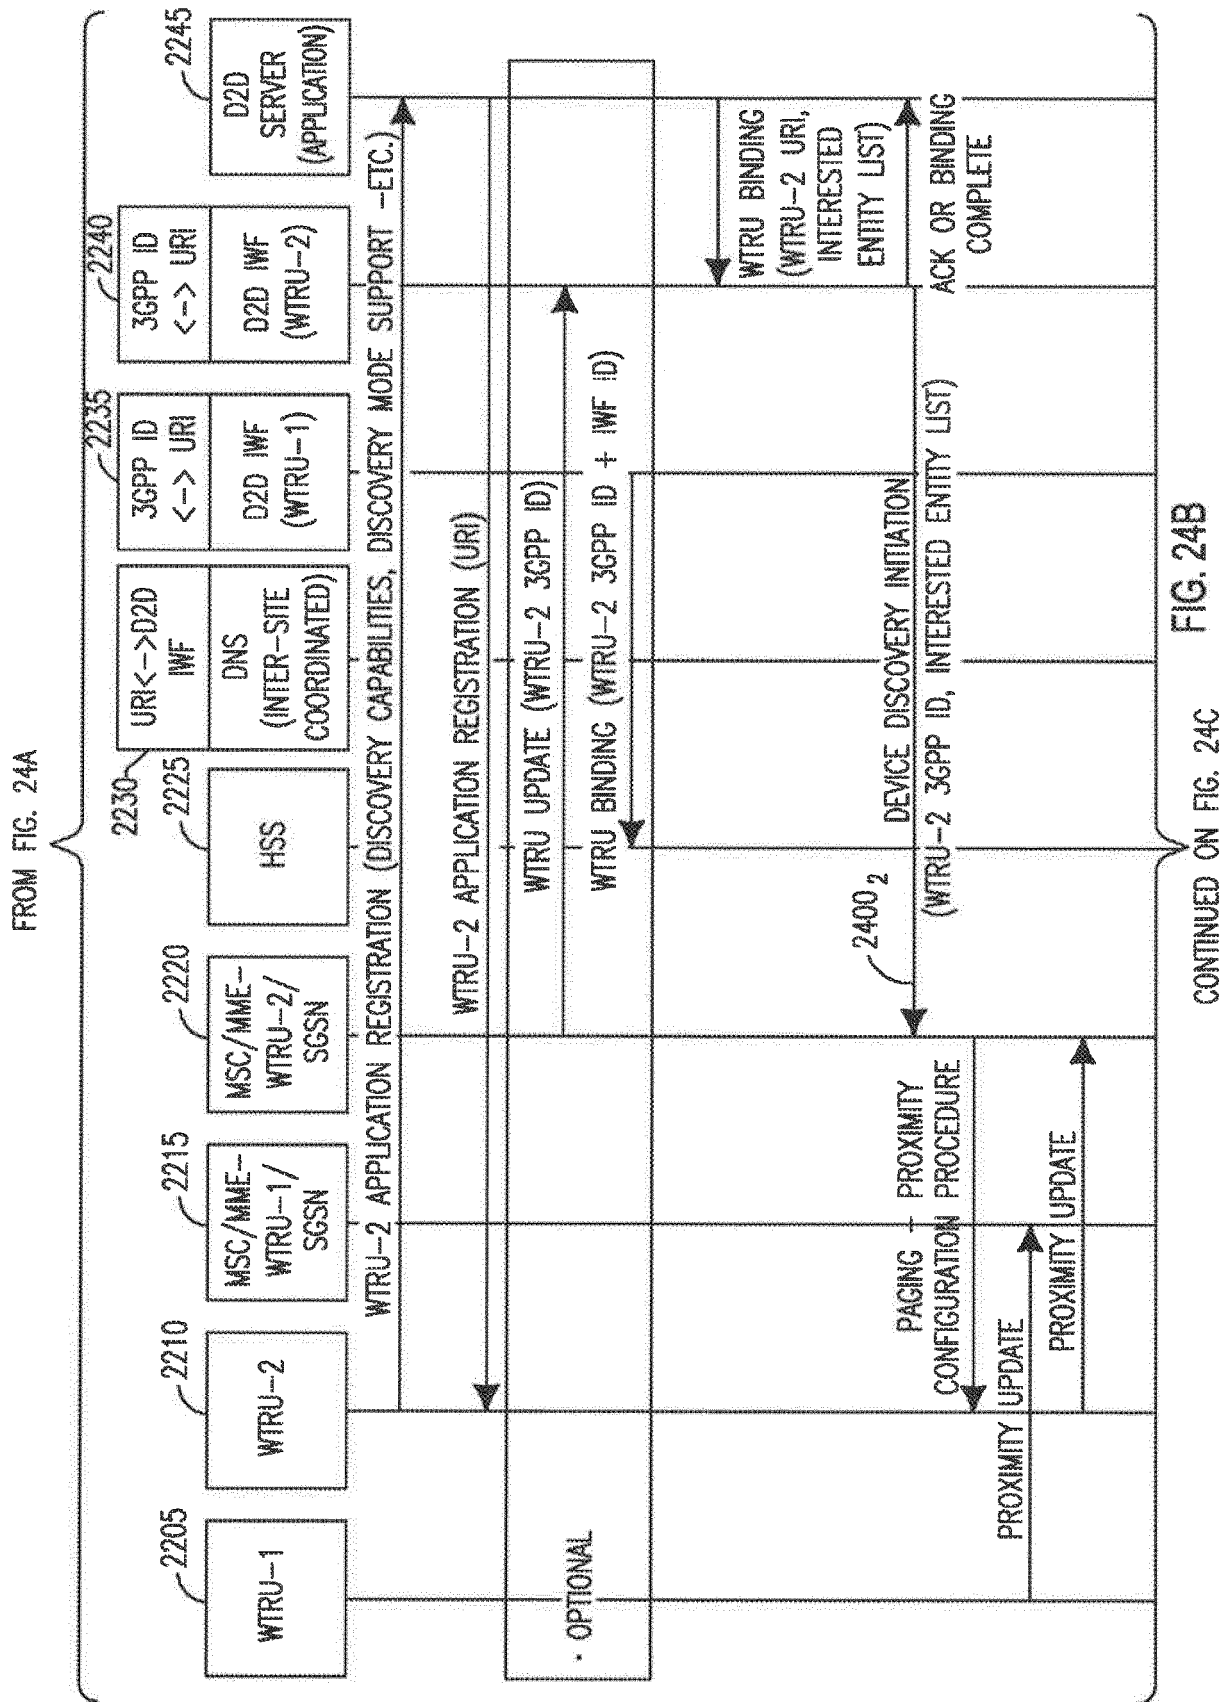 FROM FIG. 24A
2205
WTRU-1
2210
WTRU-2
2215
MSC/MME-
WTRU-1/
SGSN
2220
MSC/MME-
WTRU-2/
SGSN
2225
HSS
2230
URI<->D2D
IWF
DNS
(INTER-SITE
COORDINATED)
2235
3GPP ID
<-> URI
D2D IWF
(WTRU-1)
2240
3GPP ID
<-> URI
D2D IWF
(WTRU-2)
2245
D2D
SERVER
(APPLICATION)
WTRU-2 APPLICATION REGISTRATION (DISCOVERY CAPABILITIES, DISCOVERY MODE SUPPORT -ETC.)
WTRU-2 APPLICATION REGISTRATION (URI)
WTRU UPDATE (WTRU-2 3GPP ID)
· OPTIONAL
WTRU BINDING (WTRU-2 3GPP ID + IWF ID)
WTRU BINDING
(WTRU-2 URI,
INTERESTED
ENTITY LIST)
2400 2
DEVICE DISCOVERY INITIATION
(WTRU-2 3GPP ID, INTERESTED ENTITY LIST)
ACK OR BINDING
COMPLETE
PAGING - PROXIMITY
CONFIGURATION PROCEDURE
PROXIMITY UPDATE
PROXIMITY UPDATE
FIG. 24B
CONTINUED ON FIG. 24C